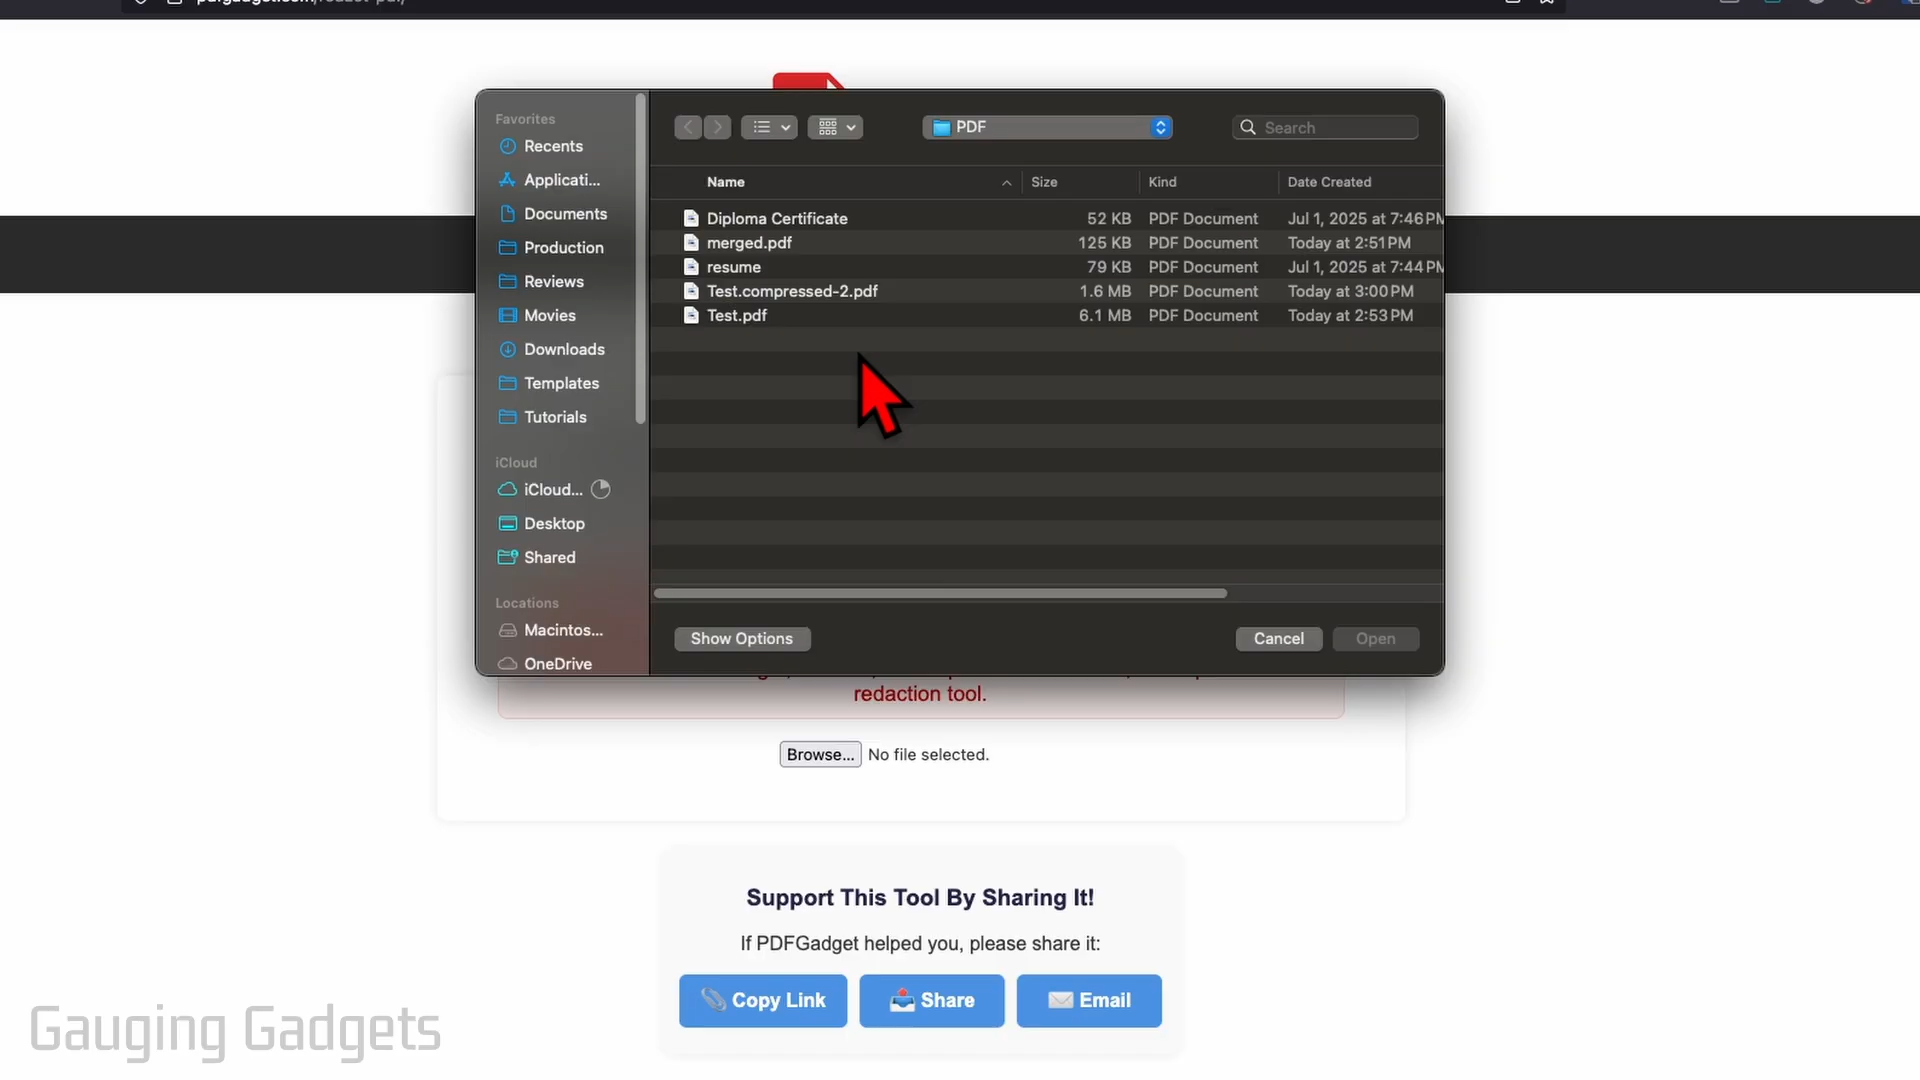 Favorites
Recents
Applicati...
Documents
Production
Reviews
Movies
Downloads
Templates
Tutorials
iCloud
iCloud...
Desktop
Shared
Locations
Macintos...
OneDrive
PDF
Search
Name Size Kind Date Created
Diploma Certificate 52 KB PDF Document Jul 1, 2025 at 7:46 PM
merged.pdf 125 KB PDF Document Today at 2:51 PM
resume 79 KB PDF Document Jul 1, 2025 at 7:44 PM
Test.compressed-2.pdf 1.6 MB PDF Document Today at 3:00 PM
Test.pdf 6.1 MB PDF Document Today at 2:53 PM
Show Options Cancel Open
redaction tool.
Browse... No file selected.
Support This Tool By Sharing It!
If PDFGadget helped you, please share it:
Copy Link Share Email
Gauging Gadgets